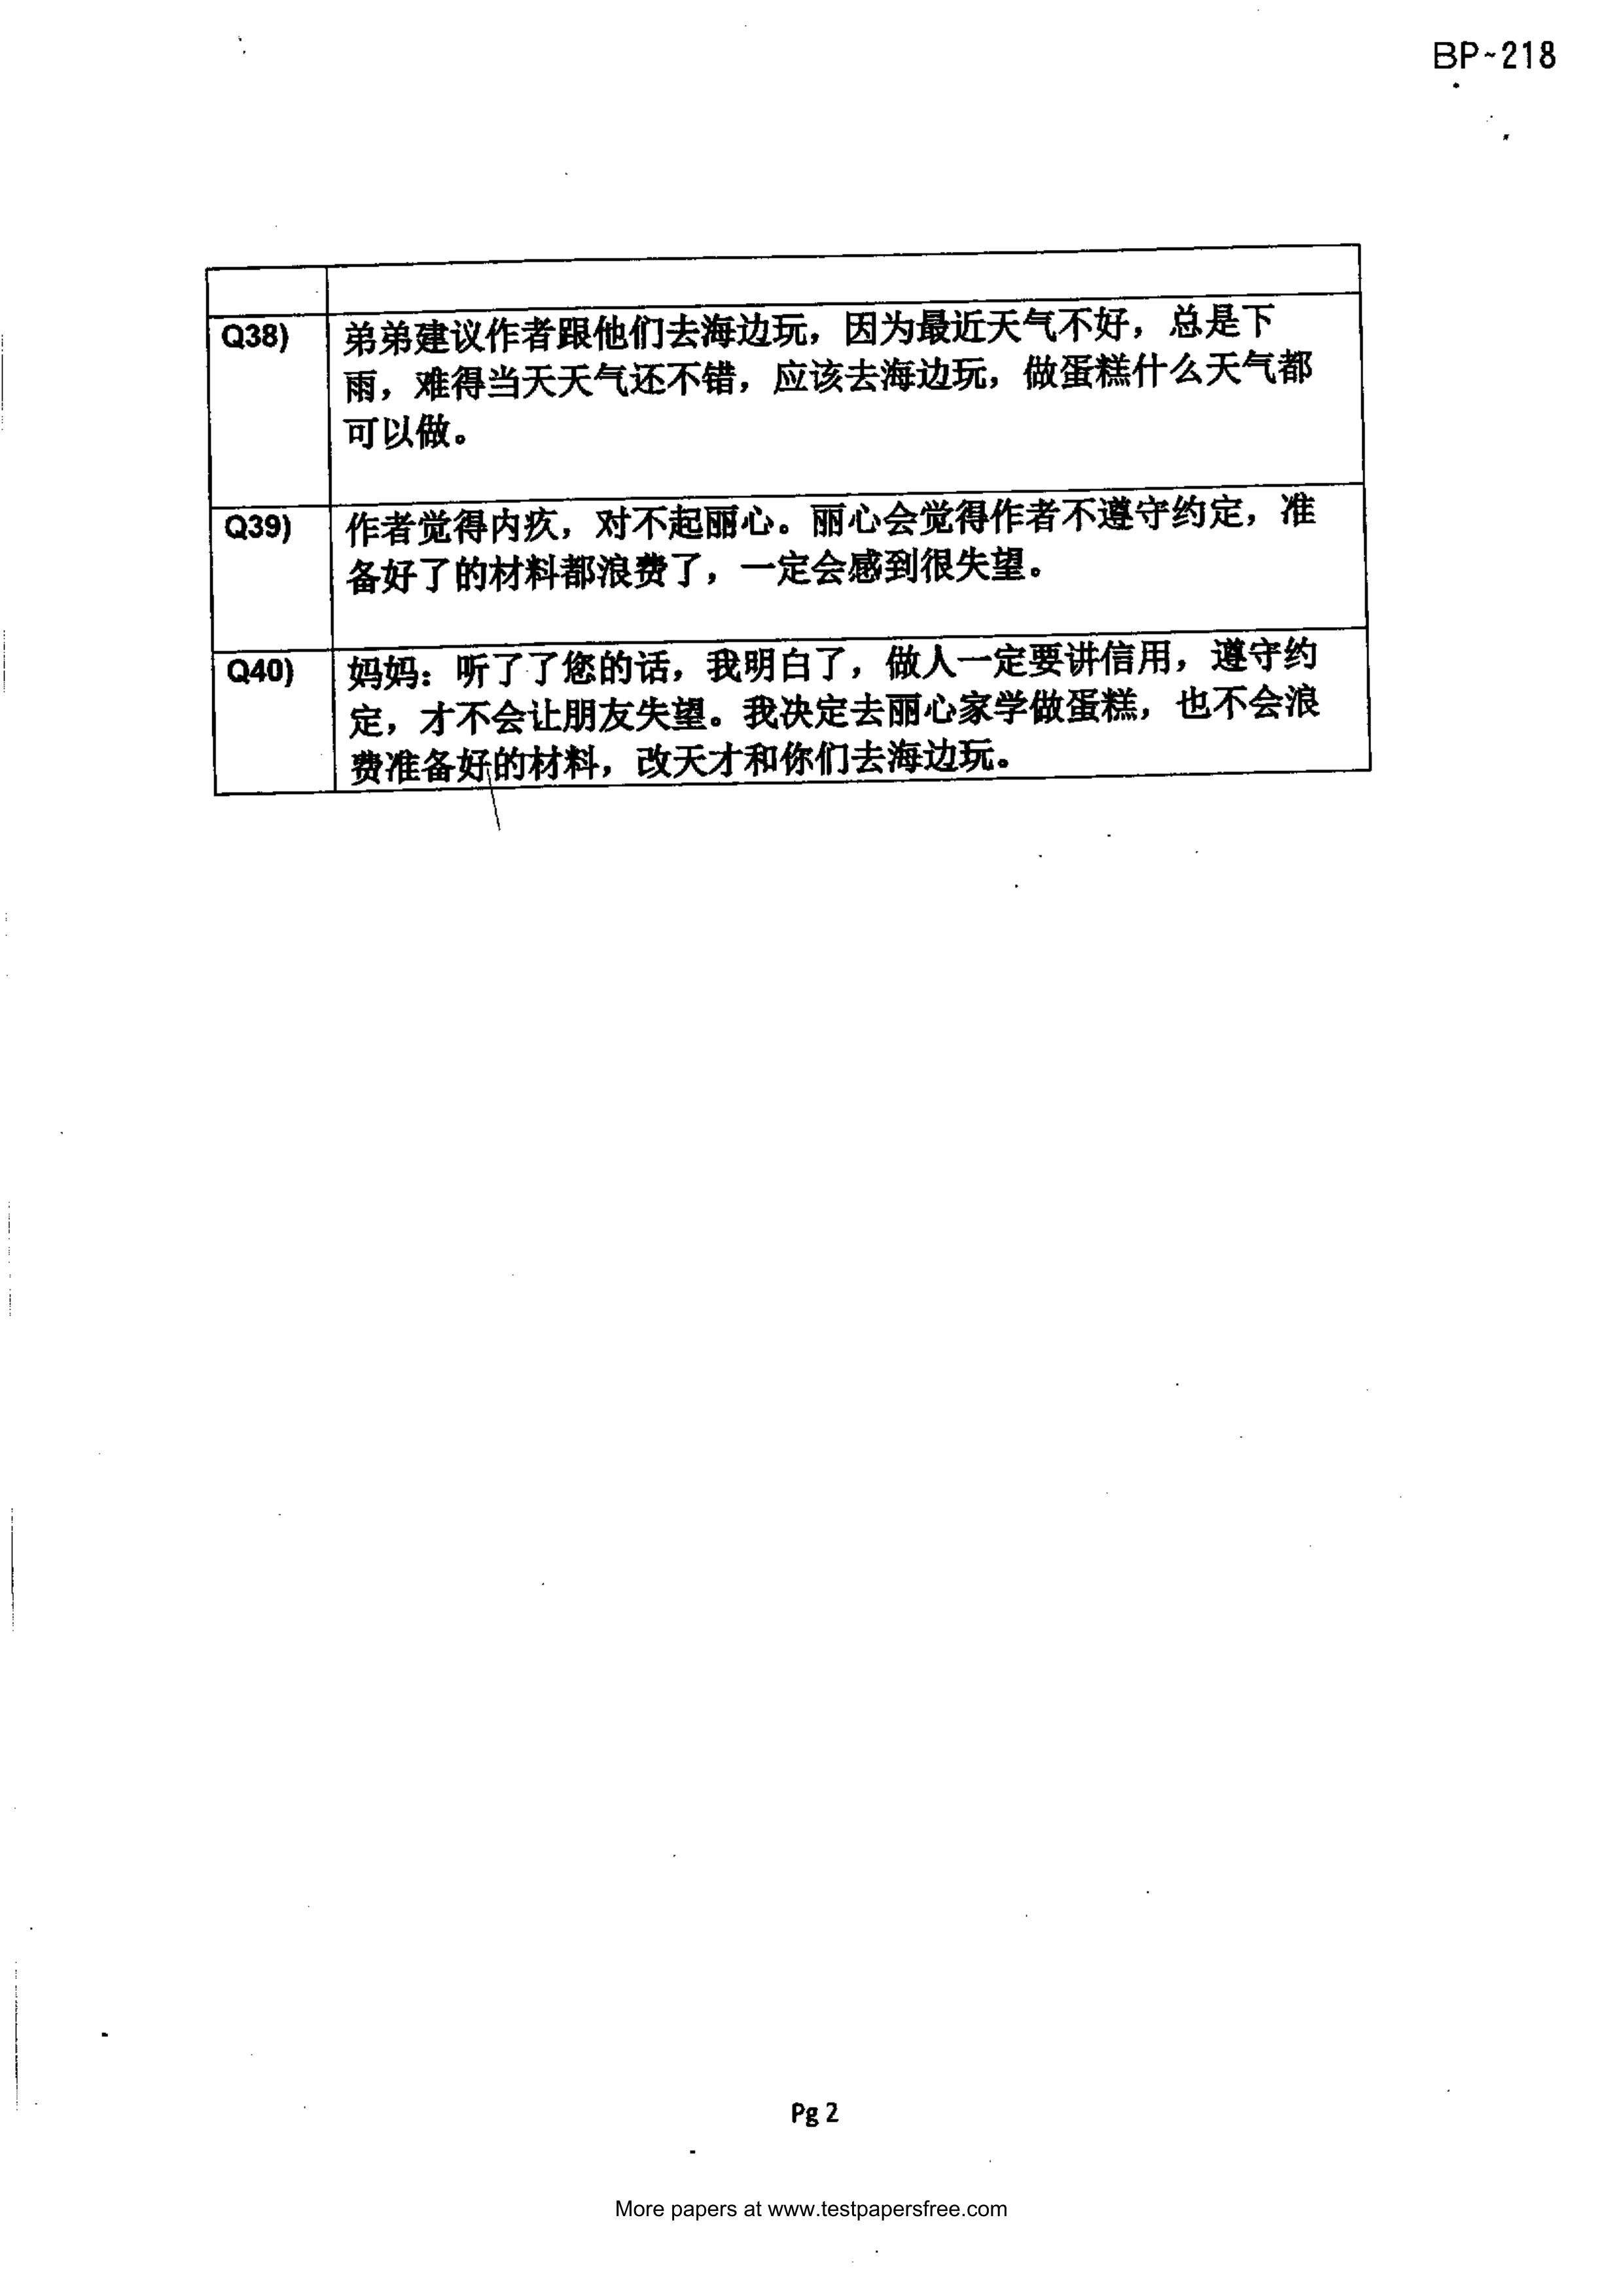 BP~218
Q38)
弟弟建议作者跟他们去海边玩，因为最近天气不好，总是下
雨，难得当天天气还不错，应该去海边玩，做蛋糕什么天气都
可以做。
Q39)
作者觉得内疚，对不起丽心。丽心会觉得作者不遵守约定，准
备好了的材料都浪费了，一定会感到很失望。
Q40)
妈妈：听了了您的话，我明白了，做人一定要讲信用，遵守约
定，才不会让朋友失望。我决定去丽心家学做蛋糕，也不会浪
费准备好的材料，改天才和你们去海边玩。
Pg 2
More papers at www.testpapersfree.com